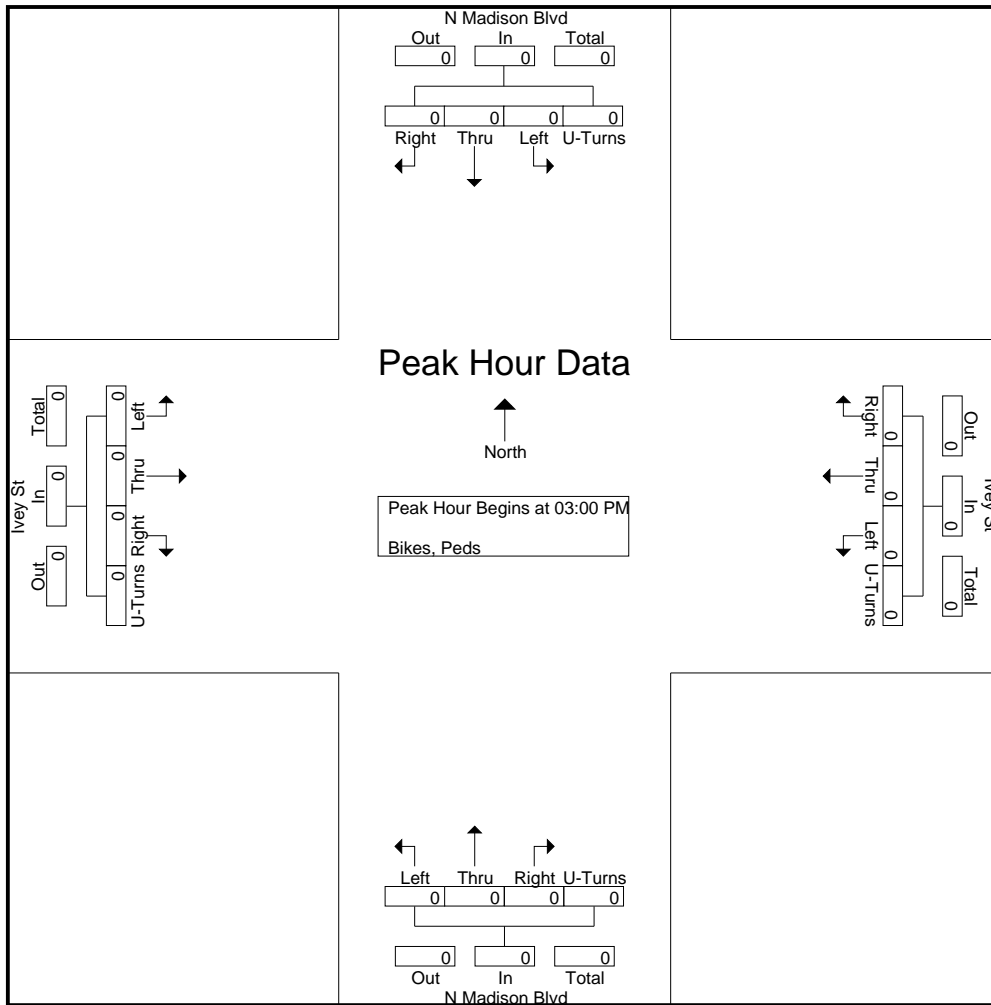 N Madison Blvd
Out In Total
0 0 0
0 0 0 0
Right Thru Left U-Turns
Peak Hour Data
North
Peak Hour Begins at 03:00 PM
Bikes, Peds
Ivey St
Out In Total
0 0 0
0 0 0 0
U-Turns Right Thru Left
Ivey St
Out In Total
0 0 0
0 0 0 0
Right Thru Left U-Turns
Left Thru Right U-Turns
0 0 0 0
0 0 0
Out In Total
N Madison Blvd